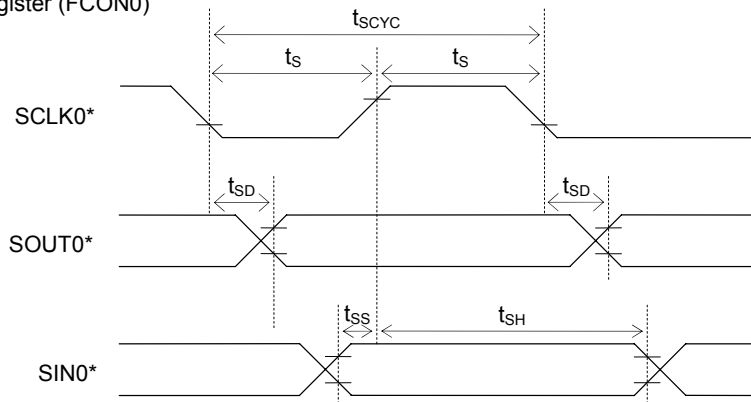 gister (FCON0)
tSCYC
tS tS
SCLK0*
tSD tSD
SOUT0*
tSS tSH
SIN0*